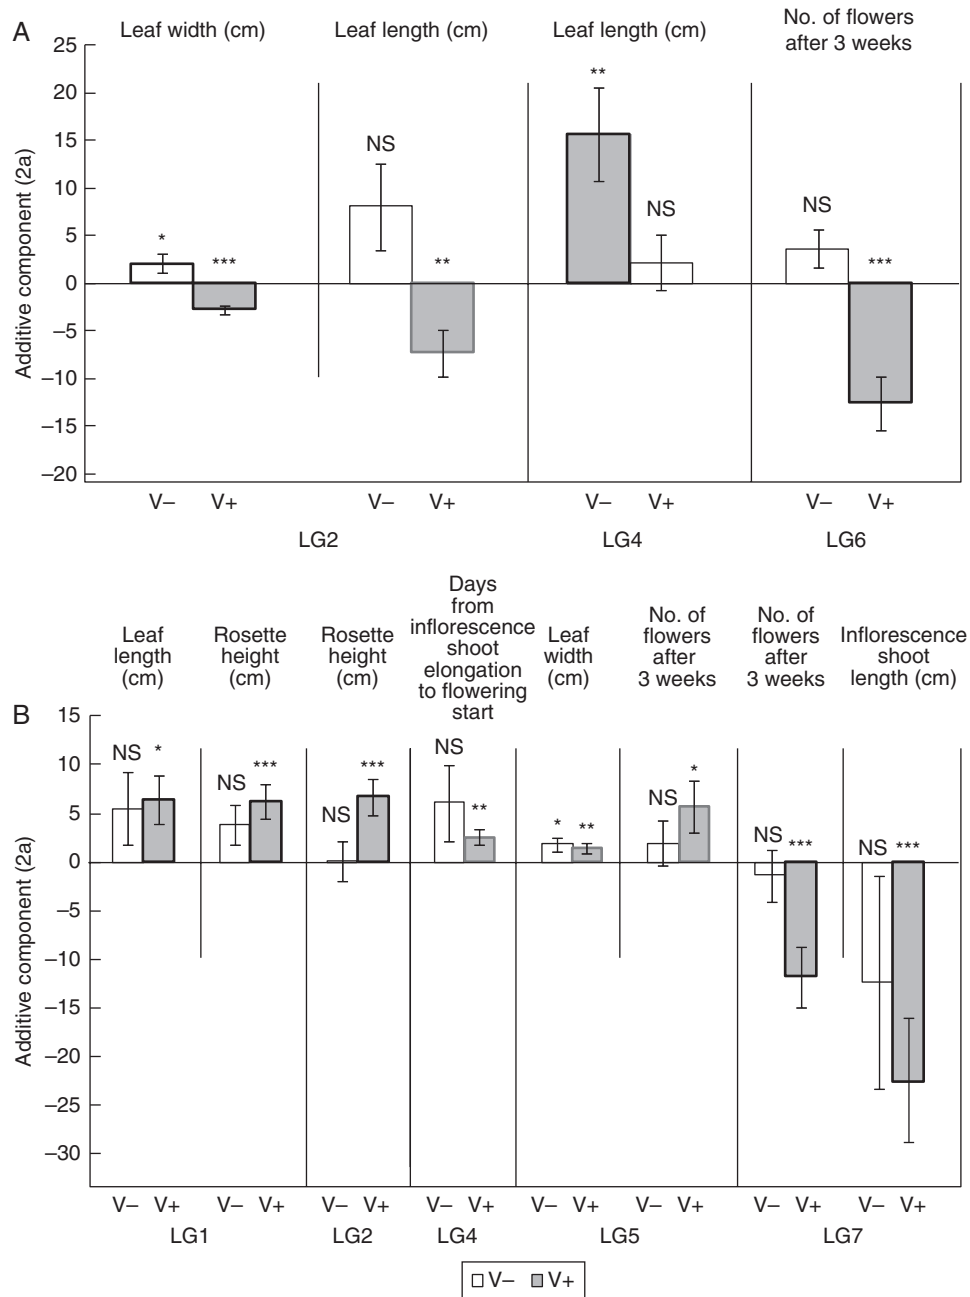 A
Leaf width (cm)
Leaf length (cm)
Leaf length (cm)
No. of flowers
after 3 weeks
Additive component (2a)
25
20
15
10
5
0
–5
–10
–15
–20
*
***
NS
**
**
NS
NS
***
V– V+
V– V+
V– V+
V– V+
LG2
LG4
LG6
B
Leaf
length
(cm)
Rosette
height
(cm)
Rosette
height
(cm)
Days
from
inflorescence
shoot
elongation
to flowering
start
Leaf
width
(cm)
No. of
flowers
after
3 weeks
No. of
flowers
after
3 weeks
Inflorescence
shoot
length (cm)
Additive component (2a)
15
10
5
0
–5
–10
–15
–20
–25
–30
NS *
NS ***
NS ***
NS **
* **
NS *
NS ***
NS ***
V– V+
V– V+
V– V+
V– V+
V– V+
V– V+
V– V+
V– V+
LG1
LG2
LG4
LG5
LG7
V– V+